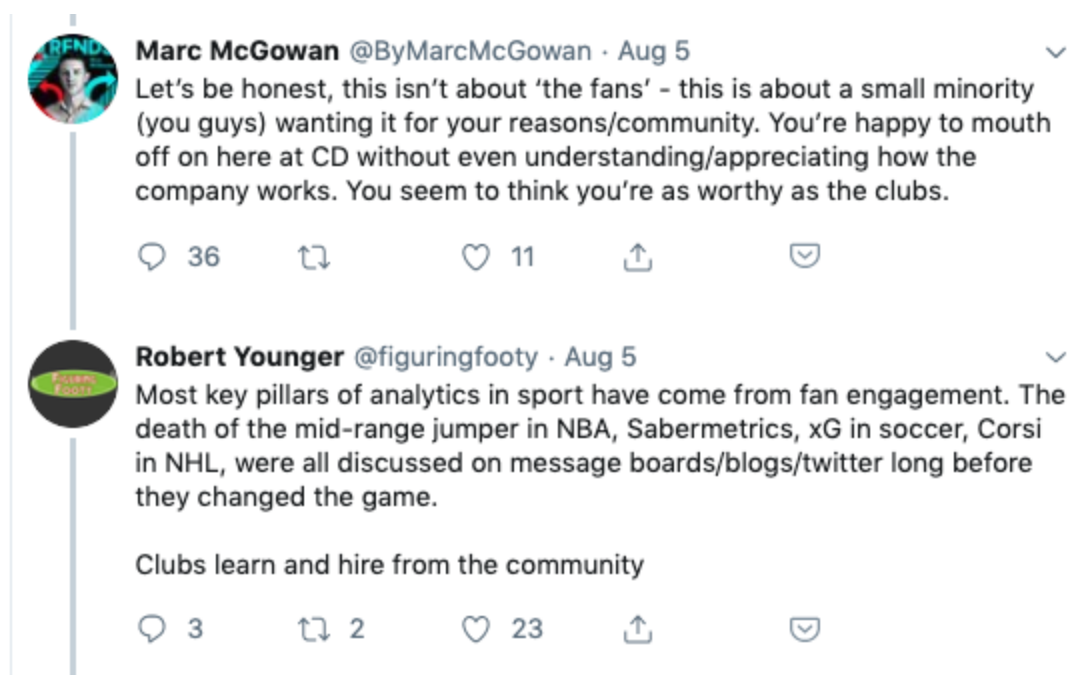 TRENDS
Marc McGowan @ByMarcMcGowan · Aug 5
Let’s be honest, this isn’t about ‘the fans’ - this is about a small minority
(you guys) wanting it for your reasons/community. You’re happy to mouth
off on here at CD without even understanding/appreciating how the
company works. You seem to think you’re as worthy as the clubs.
36 11
FIGURING
FOOTY
Robert Younger @figuringfooty · Aug 5
Most key pillars of analytics in sport have come from fan engagement. The
death of the mid-range jumper in NBA, Sabermetrics, xG in soccer, Corsi
in NHL, were all discussed on message boards/blogs/twitter long before
they changed the game.
Clubs learn and hire from the community
3 2 23